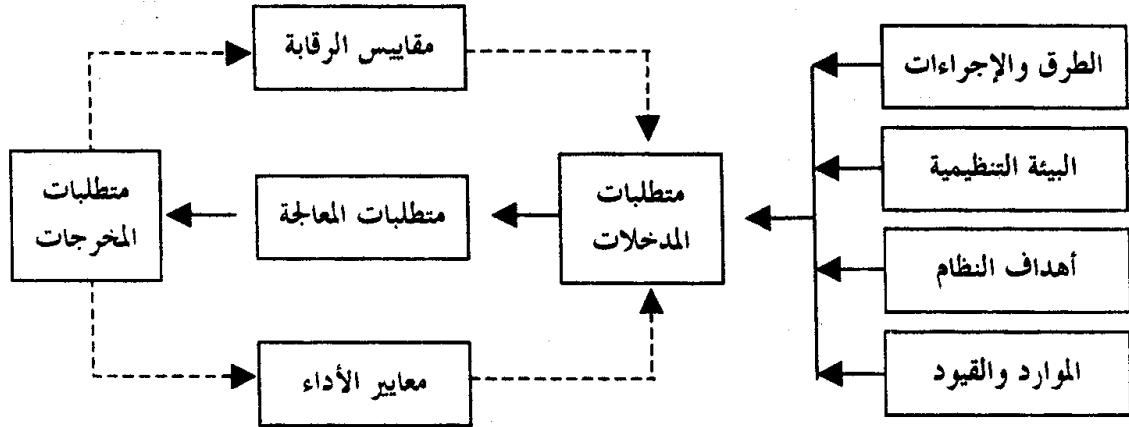 مقاييس الرقابة
الطرق والإجراءات
البيئة التنظيمية
متطلبات
المدخلات
متطلبات المعالجة
متطلبات
المخرجات
أهداف النظام
معايير الأداء
الموارد والقيود